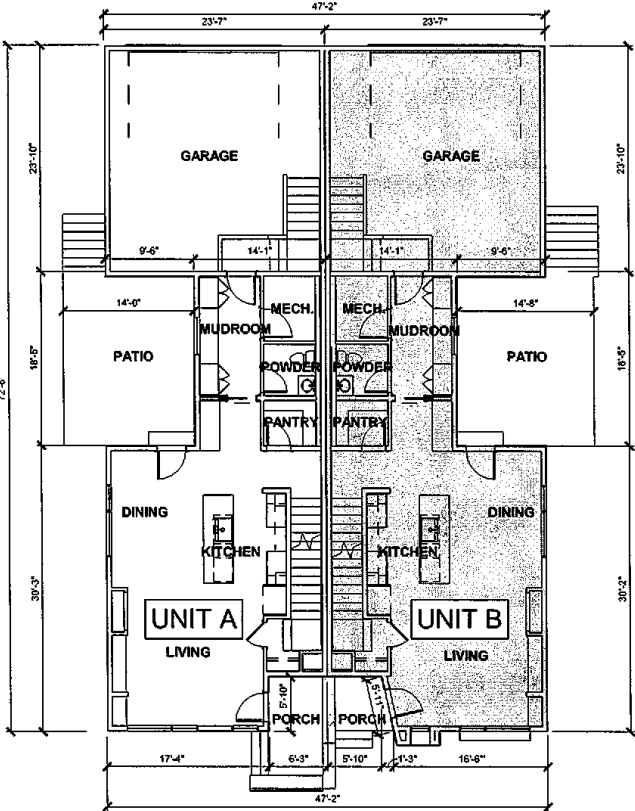 47'-2"
23'-7" 23'-7"
GARAGE GARAGE
23'-10" 23'-10"
9'-6" 14'-1" 14'-1" 9'-6"
14'-0" MECH. MECH. 14'-8"
MUDROOM MUDROOM
PATIO POWDER POWDER PATIO
18'-5" 18'-5"
PANTRY PANTRY
DINING DINING
KITCHEN KITCHEN
30'-3" 30'-2"
UNIT A UNIT B
LIVING LIVING
5'-10" 5'-11"
PORCH PORCH
17'-4" 6'-3" 5'-10" 1'-3" 16'-6"
47'-2"